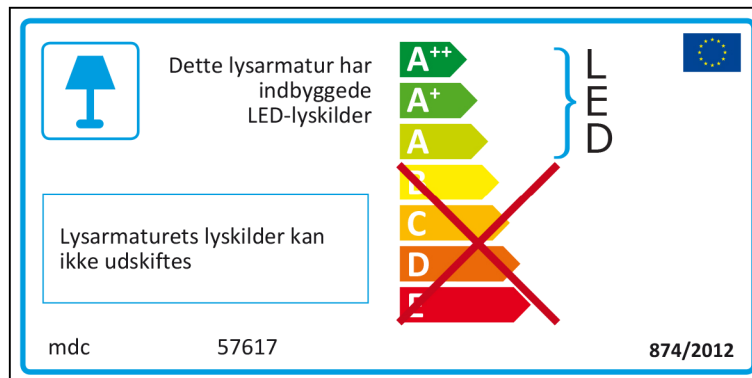 Dette lysarmatur har
indbyggede
LED-lyskilder
A++
A+
A
B
C
D
E
L
E
D
Lysarmaturets lyskilder kan
ikke udskiftes
mdc 57617 874/2012